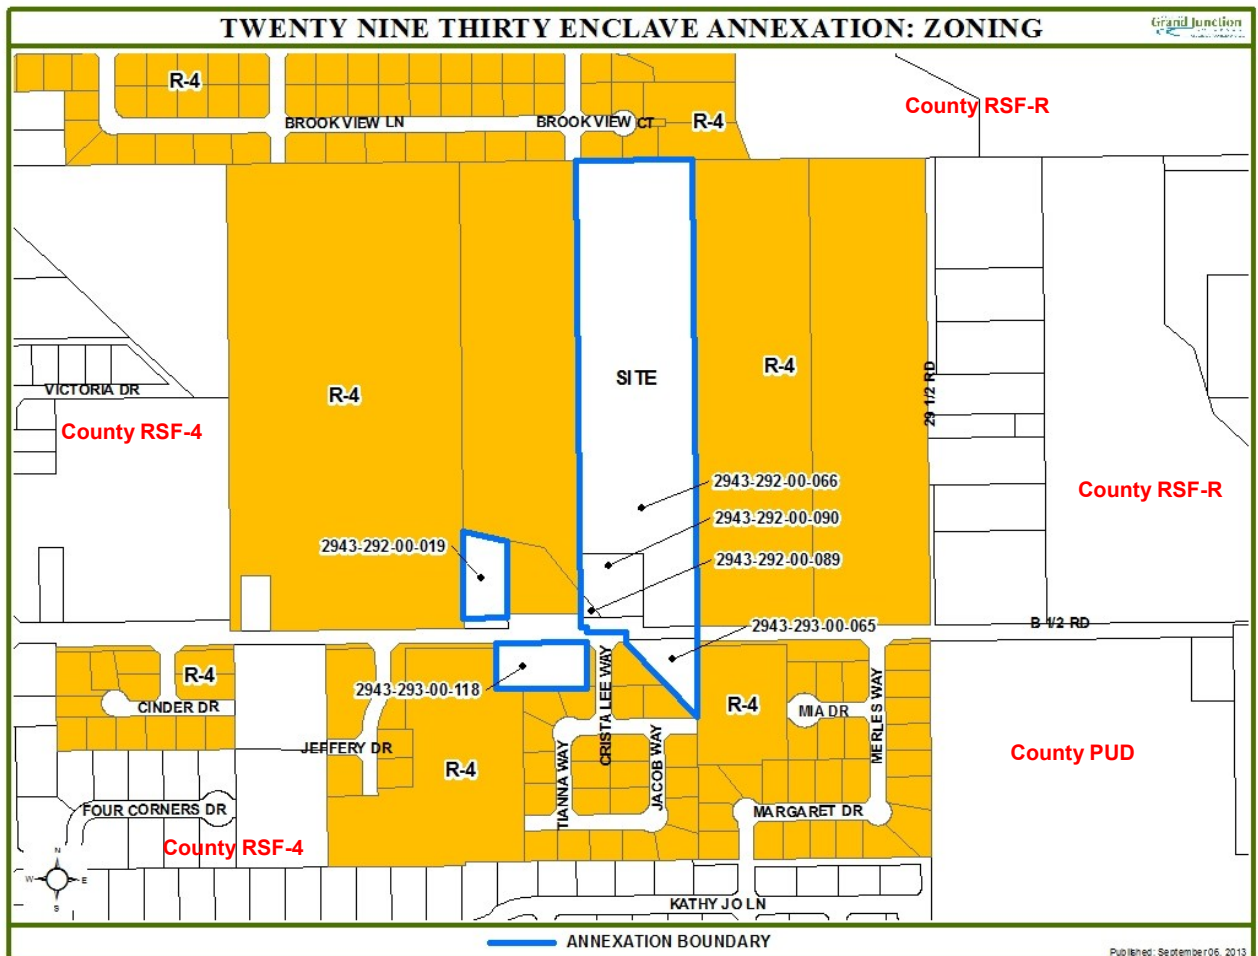 TWENTY NINE THIRTY ENCLAVE ANNEXATION: ZONING
Grand Junction
R-4
County RSF-R
BROOKVIEW LN
BROOKVIEW CT
R-4
SITE
R-4
R-4
29 1/2 RD
VICTORIA DR
County RSF-4
2943-292-00-066
County RSF-R
2943-292-00-090
2943-292-00-019
2943-292-00-089
2943-293-00-065
B 1/2 RD
R-4
2943-293-00-118
CRISTA LEE WAY
MERLES WAY
R-4
CINDER DR
MIA DR
JEFFERY DR
TIANNA WAY
JACOB WAY
County PUD
R-4
FOUR CORNERS DR
MARGARET DR
County RSF-4
N
W
E
S
KATHY JO LN
ANNEXATION BOUNDARY
Published: September 06, 2013